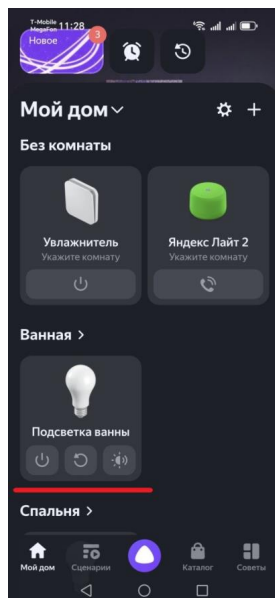 T-Mobile
MegaFon 11:28
Новое
3
Мой дом
Без комнаты
Увлажнитель
Укажите комнату
Яндекс Лайт 2
Укажите комнату
Ванная >
Подсветка ванны
Спальня >
Мой дом
Сценарии
Каталог
Советы